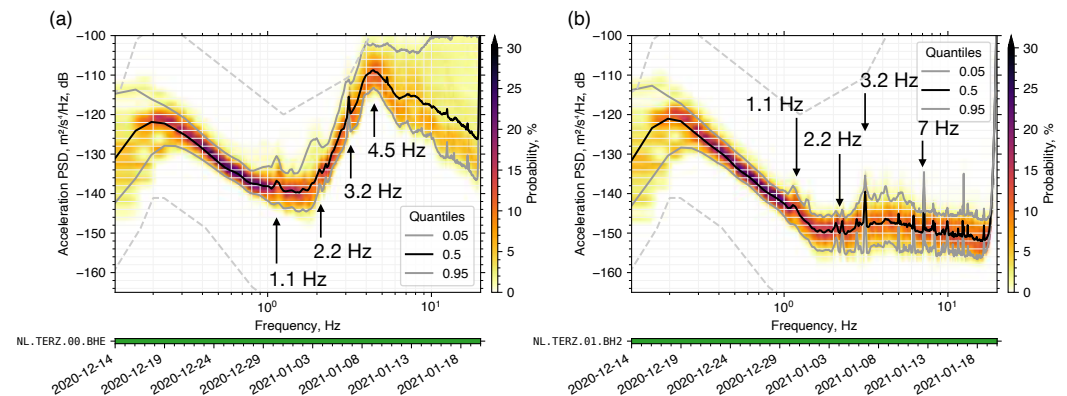 (a)
−100
−110
−120
−130
−140
−150
−160
Acceleration PSD, m²/s⁴/Hz, dB
4.5 Hz
3.2 Hz
2.2 Hz
1.1 Hz
Quantiles
0.05
0.5
0.95
10⁰
10¹
Frequency, Hz
30
25
20
15
10
5
0
Probability, %
NL.TERZ.00.BHE
2020-12-14
2020-12-19
2020-12-24
2020-12-29
2021-01-03
2021-01-08
2021-01-13
2021-01-18
(b)
−100
−110
−120
−130
−140
−150
−160
Acceleration PSD, m²/s⁴/Hz, dB
Quantiles
0.05
0.5
0.95
3.2 Hz
1.1 Hz
2.2 Hz
7 Hz
10⁰
10¹
Frequency, Hz
30
25
20
15
10
5
0
Probability, %
NL.TERZ.01.BH2
2020-12-14
2020-12-19
2020-12-24
2020-12-29
2021-01-03
2021-01-08
2021-01-13
2021-01-18